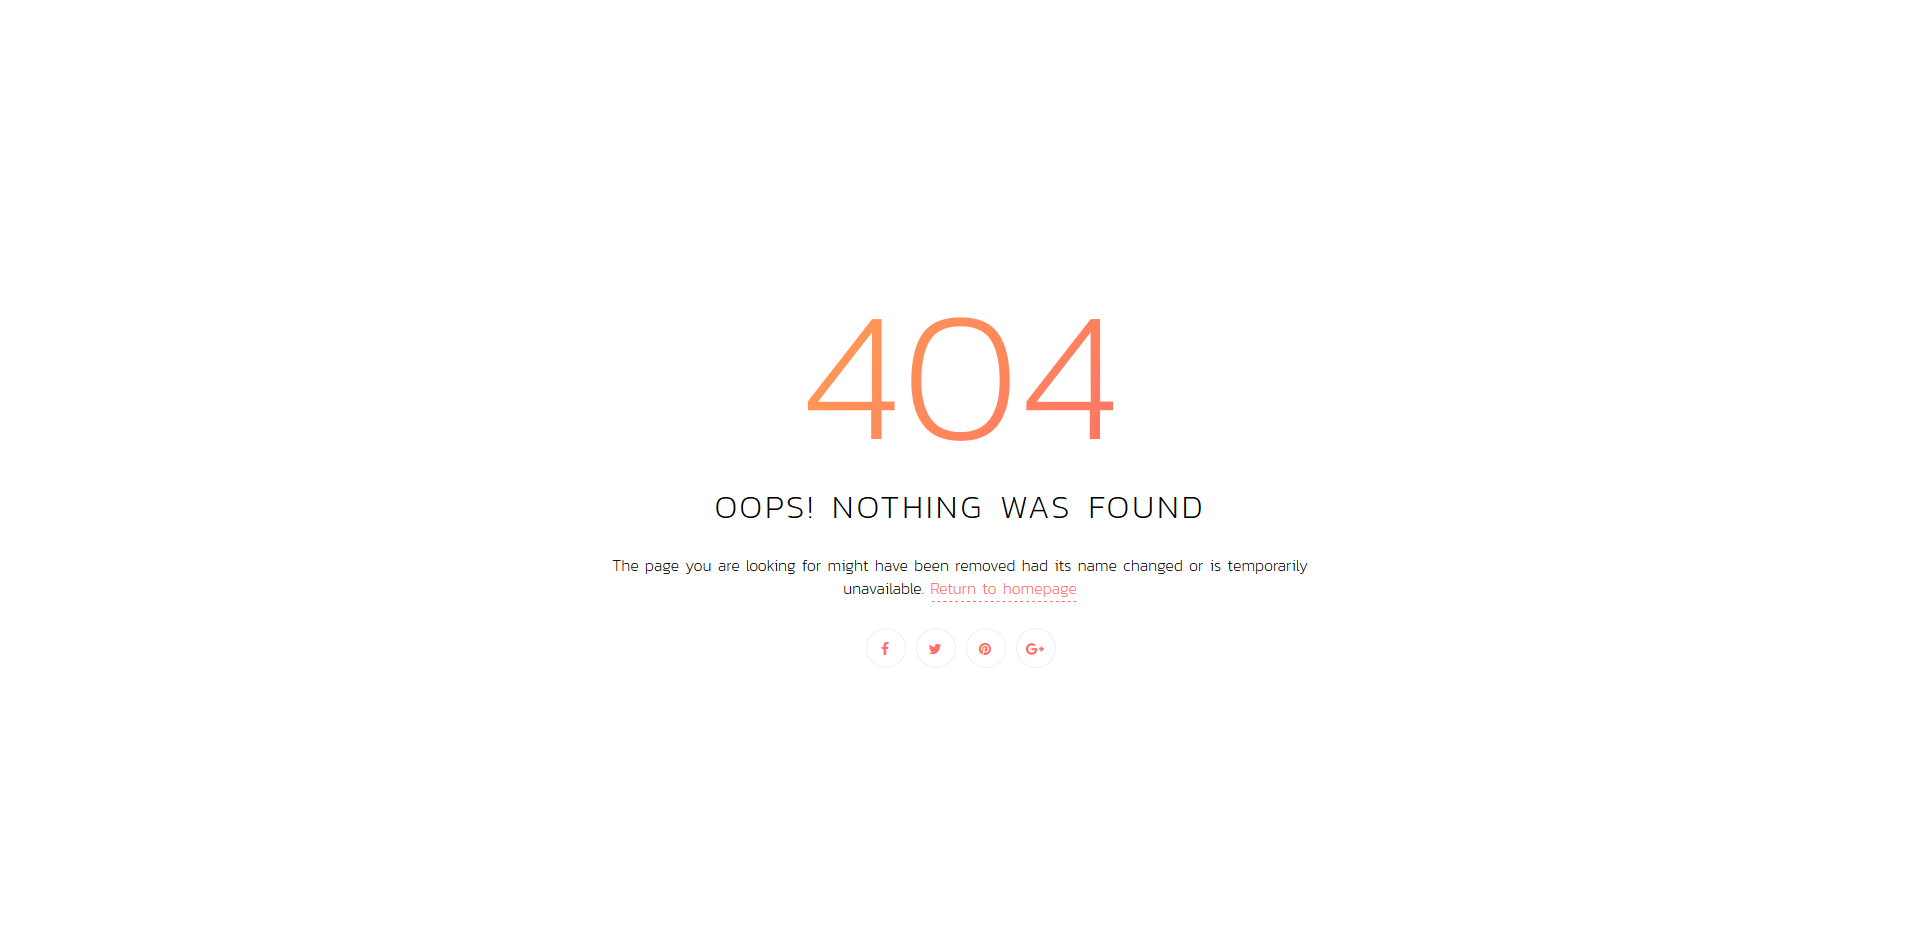 404
OOPS! NOTHING WAS FOUND
The page you are looking for might have been removed had its name changed or is temporarily
unavailable. Return to homepage